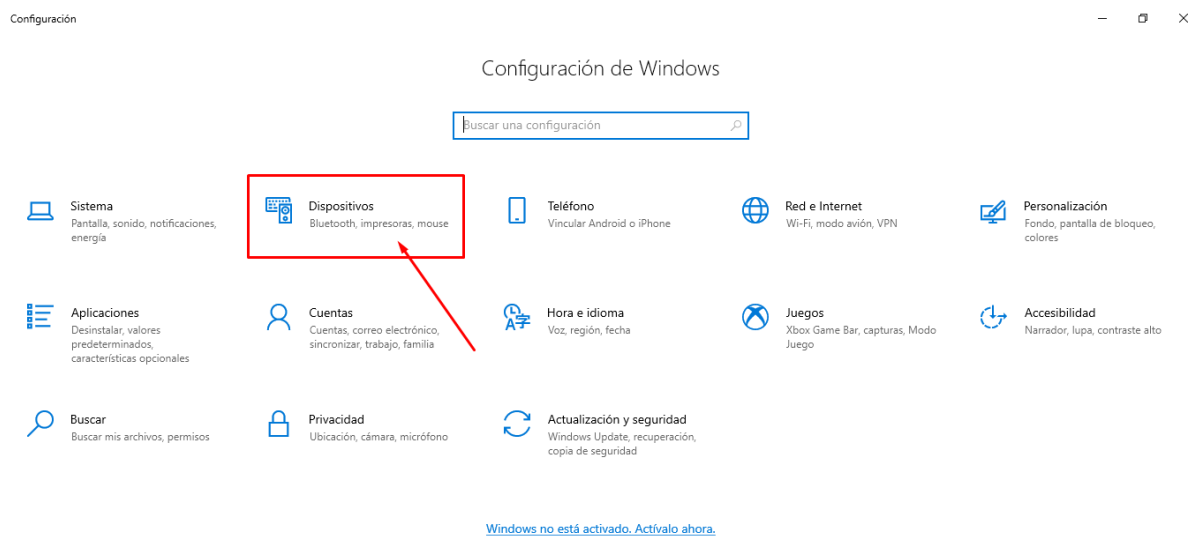 Configuración
Configuración de Windows
Buscar una configuración
Sistema
Pantalla, sonido, notificaciones,
energía
Dispositivos
Bluetooth, impresoras, mouse
Teléfono
Vincular Android o iPhone
Red e Internet
Wi-Fi, modo avión, VPN
Personalización
Fondo, pantalla de bloqueo,
colores
Aplicaciones
Desinstalar, valores
predeterminados,
características opcionales
Cuentas
Cuentas, correo electrónico,
sincronizar, trabajo, familia
Hora e idioma
Voz, región, fecha
Juegos
Xbox Game Bar, capturas, Modo
Juego
Accesibilidad
Narrador, lupa, contraste alto
Buscar
Buscar mis archivos, permisos
Privacidad
Ubicación, cámara, micrófono
Actualización y seguridad
Windows Update, recuperación,
copia de seguridad
Windows no está activado. Actívalo ahora.